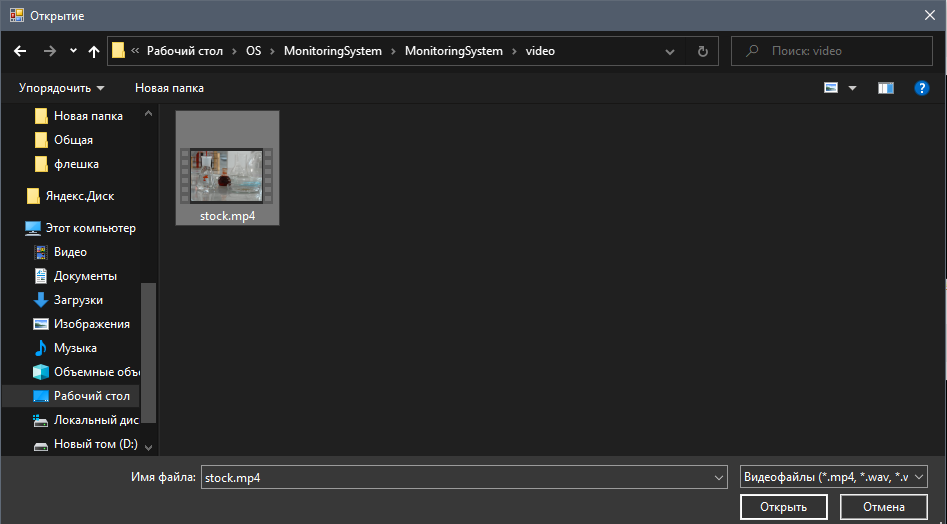 Открытие
« Рабочий стол › OS › MonitoringSystem › MonitoringSystem › video
Поиск: video
Упорядочить
Новая папка
Новая папка
Общая
флешка
Яндекс.Диск
Этот компьютер
Видео
Документы
Загрузки
Изображения
Музыка
Объемные объ
Рабочий стол
Локальный дис
Новый том (D:)
stock.mp4
Имя файла:
stock.mp4
Видеофайлы (*.mp4, *.wav, *.v
Открыть
Отмена